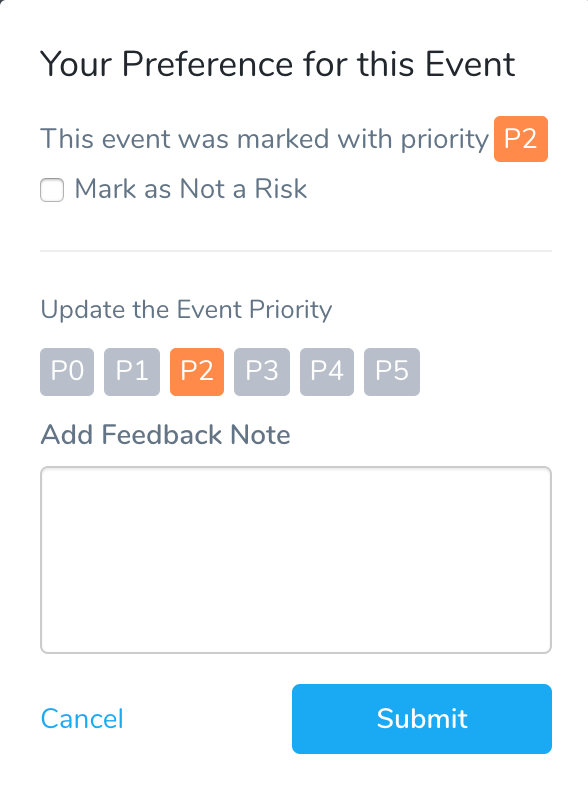 Your Preference for this Event
This event was marked with priority P2
Mark as Not a Risk
Update the Event Priority
P0 P1 P2 P3 P4 P5
Add Feedback Note
Cancel Submit